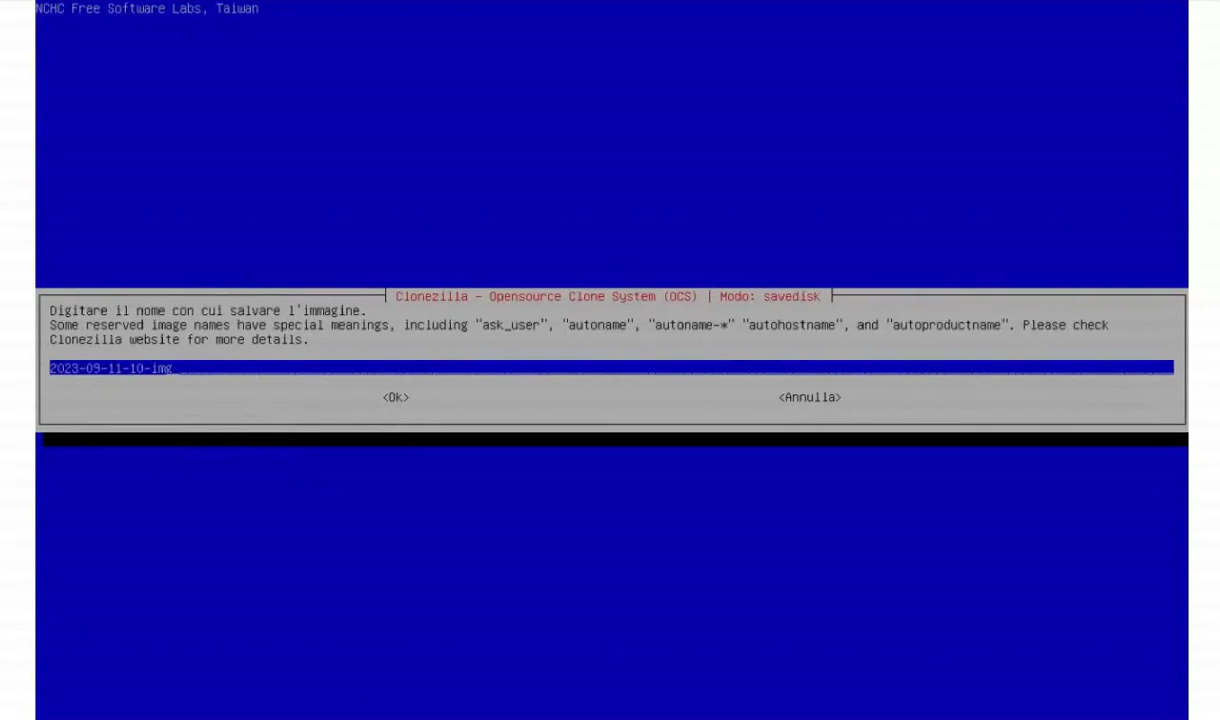 NCHC Free Software Labs, Taiwan
Clonezilla - Opensource Clone System (OCS) | Modo: savedisk
Digitare il nome con cui salvare l'immagine.
Some reserved image names have special meanings, including "ask_user", "autoname", "autoname-*" "autohostname", and "autoproductname". Please check
Clonezilla website for more details.
2023-09-11-10-img
<Ok> <Annulla>